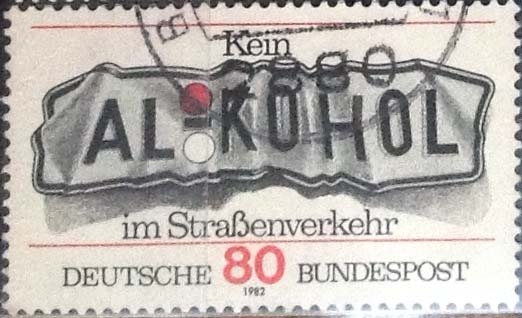 Kein
AL-KOHOL
im Straßenverkehr
DEUTSCHE 80 BUNDESPOST
1982